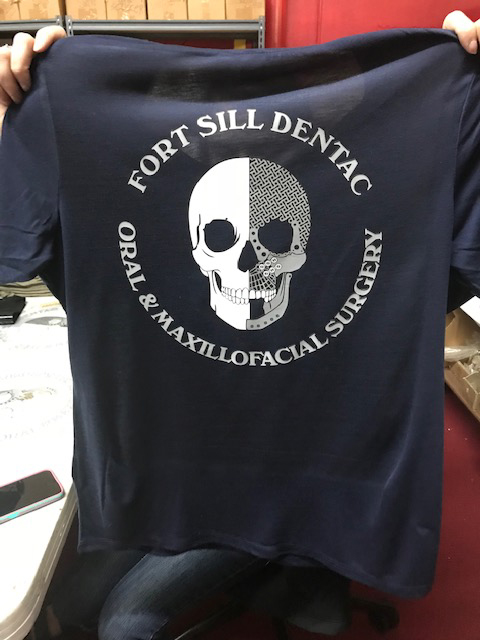 FORT SILL DENTAC
ORAL & MAXILLOFACIAL SURGERY